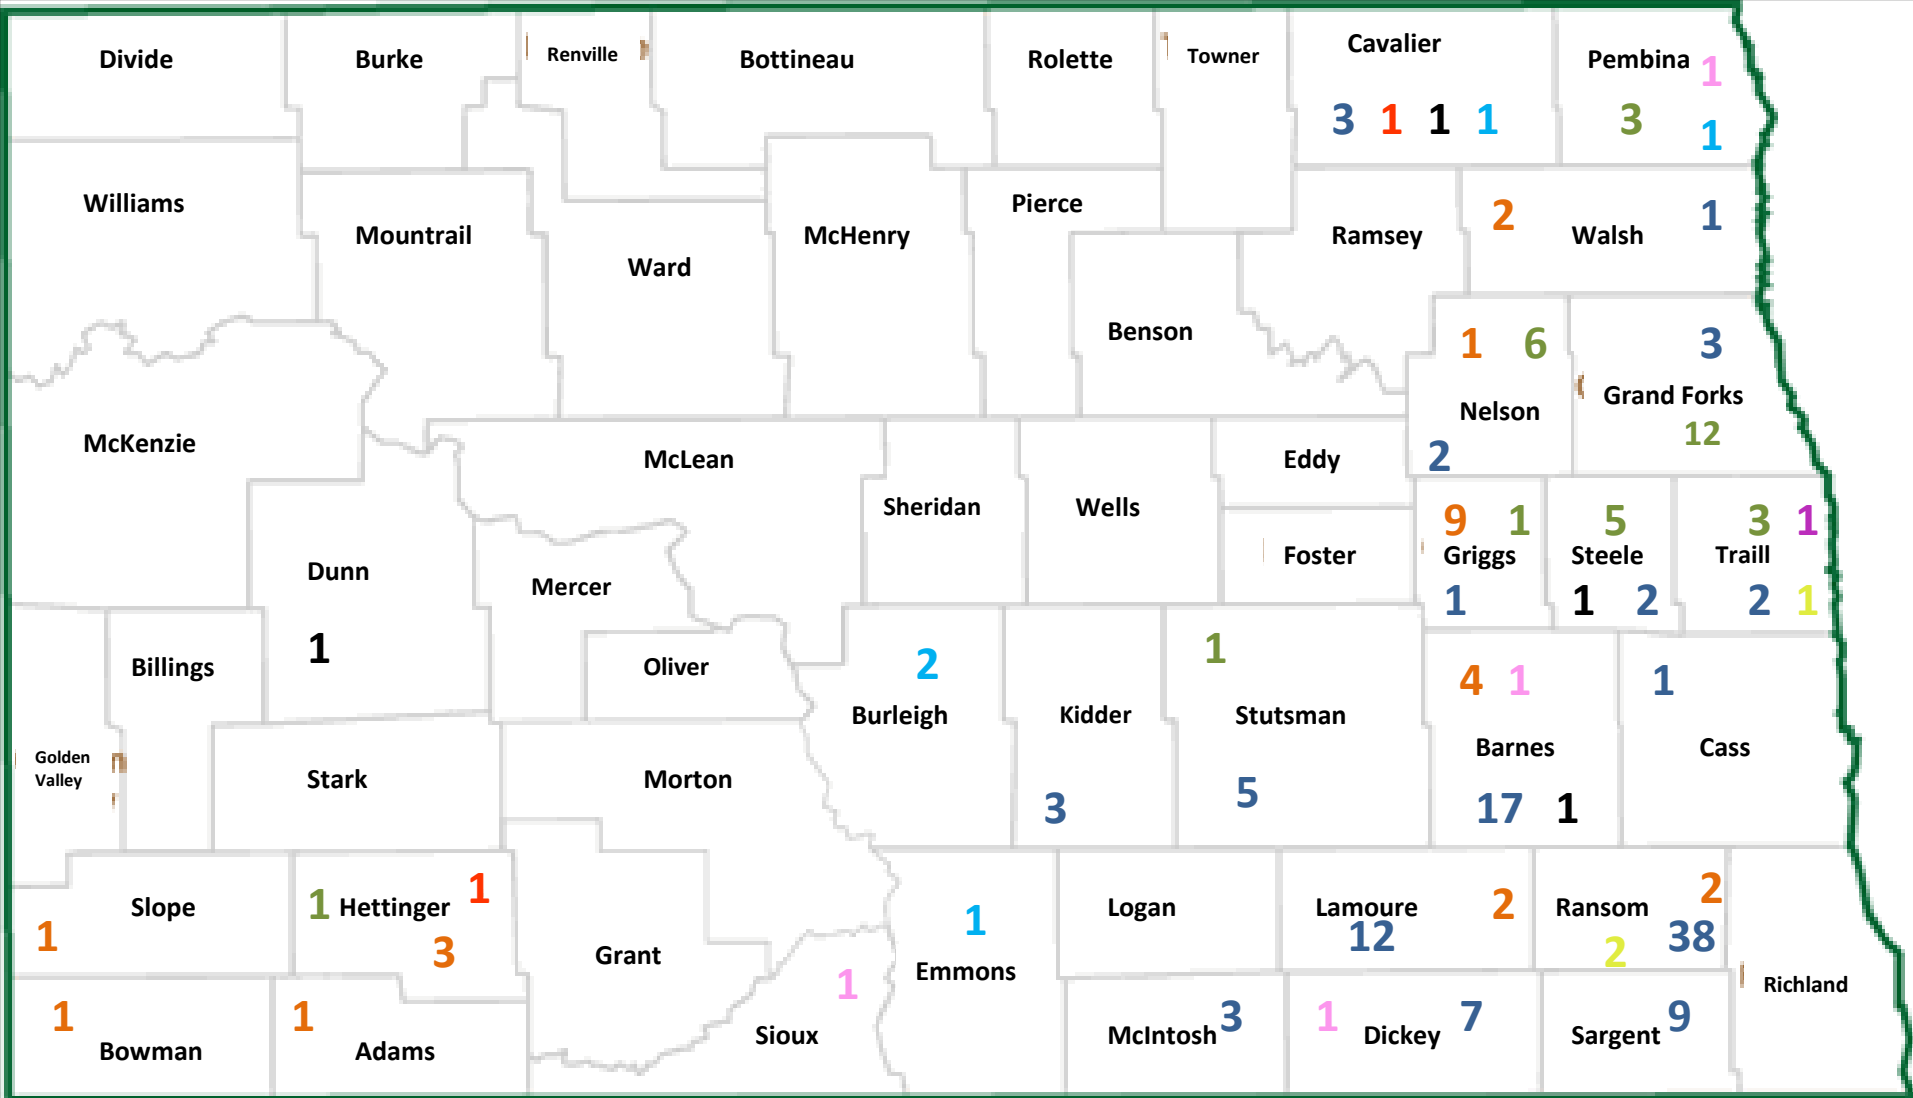 Divide
Burke
Renville
Bottineau
Rolette
Towner
Cavalier
3 1 1 1
Pembina 1
3 1
Williams
Mountrail
Ward
McHenry
Pierce
Benson
Ramsey
2 Walsh 1
1 6
Nelson
2
3
Grand Forks
12
McKenzie
McLean
Sheridan
Wells
Eddy
Foster
9 1
Griggs
1
5
Steele
1 2
3 1
Traill
2 1
Dunn
1
Mercer
Oliver
Billings
Golden
Valley
Stark
Morton
2
Burleigh
Kidder
3
1
Stutsman
5
4 1
Barnes
17 1
1
Cass
Slope
1
1 Hettinger 1
3
Grant
1
Sioux
1
Emmons
Logan
Lamoure 2
12
2
Ransom
2 38
Richland
1
Bowman
1
Adams
McIntosh 3
1 Dickey 7
Sargent 9